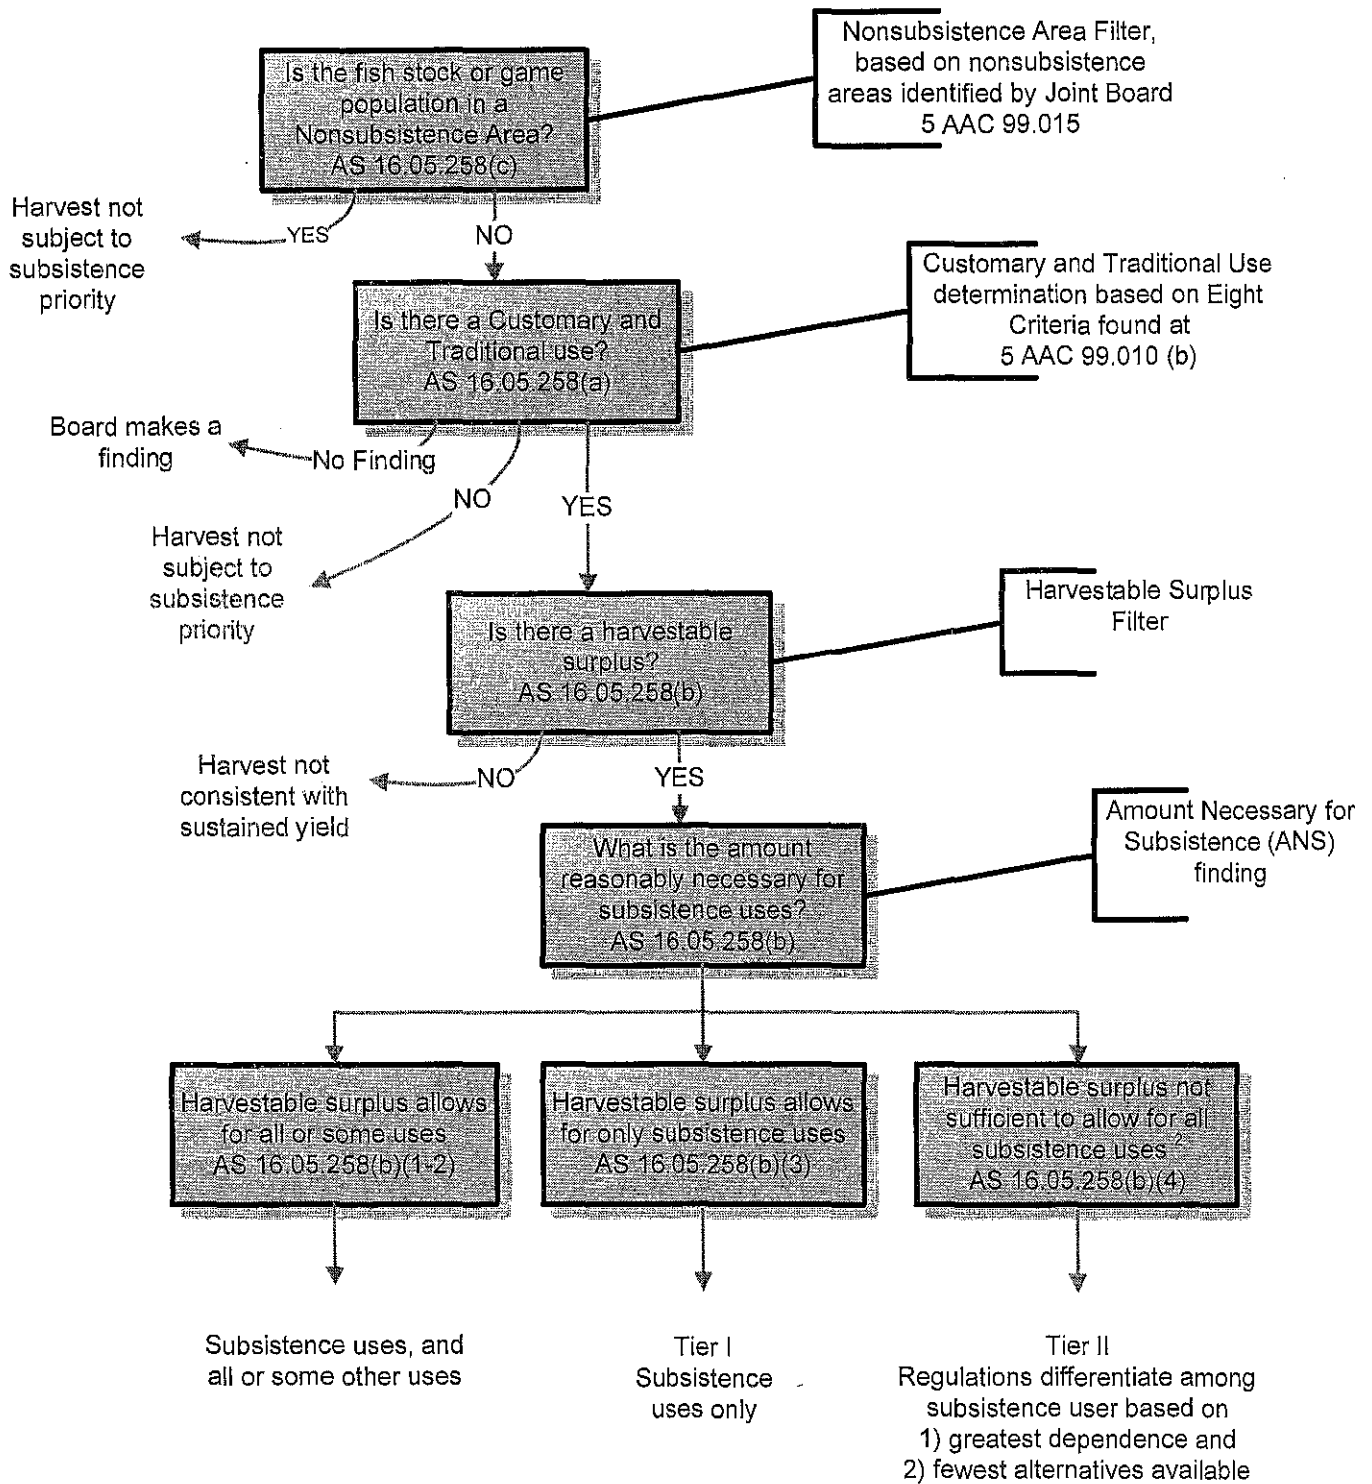 Nonsubsistence Area Filter,
based on nonsubsistence
areas identified by Joint Board
5 AAC 99.015
Is the fish stock or game
population in a
Nonsubsistence Area?
AS 16.05.258(c)
Harvest not
subject to
subsistence
priority
YES
NO
Customary and Traditional Use
determination based on Eight
Criteria found at
5 AAC 99.010 (b)
Is there a Customary and
Traditional use?
AS 16.05.258(a)
Board makes a
finding
No Finding
NO
YES
Harvest not
subject to
subsistence
priority
Harvestable Surplus
Filter
Is there a harvestable
surplus?
AS 16.05.258(b)
Harvest not
consistent with
sustained yield
NO
YES
Amount Necessary for
Subsistence (ANS)
finding
What is the amount
reasonably necessary for
subsistence uses?
AS 16.05.258(b)
Harvestable surplus allows
for all or some uses
AS 16.05.258(b)(1-2)
Harvestable surplus allows
for only subsistence uses
AS 16.05.258(b)(3)
Harvestable surplus not
sufficient to allow for all
subsistence uses 2
AS 16.05.258(b)(4)
Subsistence uses, and
all or some other uses
Tier I
Subsistence
uses only
Tier II
Regulations differentiate among
subsistence user based on
1) greatest dependence and
2) fewest alternatives available